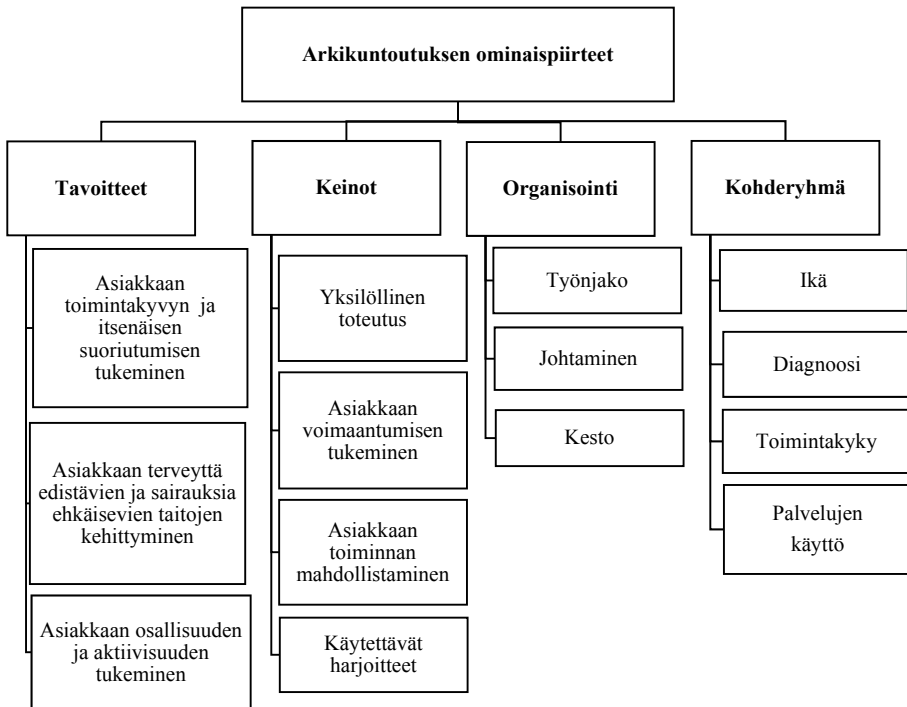 Arkikuntoutuksen ominaispiirteet
Tavoitteet
Asiakkaan
toimintakyvyn ja
itsenäisen
suoriutumisen
tukeminen
Asiakkaan terveyttä
edistävien ja sairauksia
ehkäisevien taitojen
kehittyminen
Asiakkaan osallisuuden
ja aktiivisuuden
tukeminen
Keinot
Yksilöllinen
toteutus
Asiakkaan
voimaantumisen
tukeminen
Asiakkaan
toiminnan
mahdollistaminen
Käytettävät
harjoitteet
Organisointi
Työnjako
Johtaminen
Kesto
Kohderyhmä
Ikä
Diagnoosi
Toimintakyky
Palvelujen
käyttö